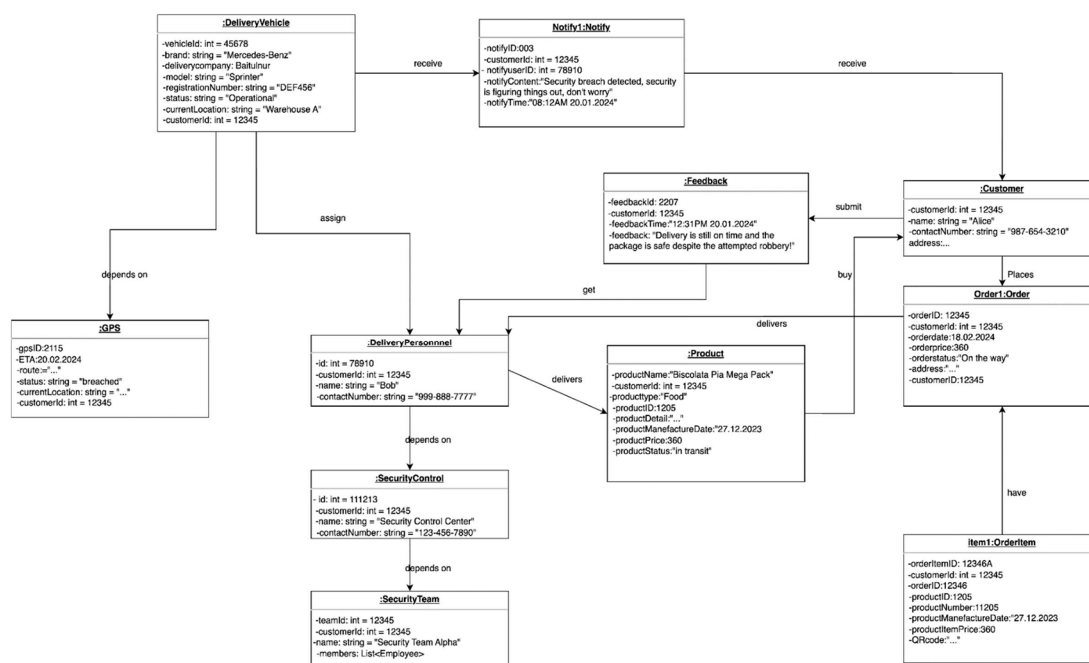 :DeliveryVehicle
-vehicleId: int = 45678
-brand: string = "Mercedes-Benz"
-deliverycompany: Baitulnur
-model: string = "Sprinter"
-registrationNumber: string = "DEF456"
-status: string = "Operational"
-currentLocation: string = "Warehouse A"
-customerId: int = 12345
receive
Notify1:Notify
-notifyID:003
-customerId: int = 12345
- notifyuserID: int = 78910
-notifyContent:"Security breach detected, security
is figuring things out, don't worry"
-notifyTime:"08:12AM 20.01.2024"
receive
:Feedback
-feedbackId: 2207
-customerId: 12345
-feedbackTime:"12:31PM 20.01.2024"
-feedback: "Delivery is still on time and the
package is safe despite the attempted robbery!"
submit
:Customer
-customerId: int = 12345
-name: string = "Alice"
-contactNumber: string = "987-654-3210"
address:...
assign
depends on
get
buy
Places
:GPS
-gpsID:2115
-ETA:20.02.2024
-route:="..."
-status: string = "breached"
-currentLocation: string = "..."
-customerId: int = 12345
:DeliveryPersonnnel
-id: int = 78910
-customerId: int = 12345
-name: string = "Bob"
-contactNumber: string = "999-888-7777"
delivers
delivers
:Product
-productName:"Biscolata Pia Mega Pack"
-customerId: int = 12345
-producttype:"Food"
-productID:1205
-productDetail:"..."
-productManefactureDate:"27.12.2023
-productPrice:360
-productStatus:"in transit"
Order1:Order
-orderID: 12345
-customerId: int = 12345
-orderdate:18.02.2024
-orderprice:360
-orderstatus:"On the way"
-address:"..."
-customerID:12345
depends on
:SecurityControl
- id: int = 111213
-customerId: int = 12345
-name: string = "Security Control Center"
-contactNumber: string = "123-456-7890"
have
depends on
:SecurityTeam
-teamId: int = 12345
-customerId: int = 12345
-name: string = "Security Team Alpha"
-members: List<Employee>
item1:OrderItem
-orderItemID: 12346A
-customerId: int = 12345
-orderID:12346
-productID:1205
-productNumber:11205
-productManefactureDate:"27.12.2023
-productItemPrice:360
-QRcode:"..."